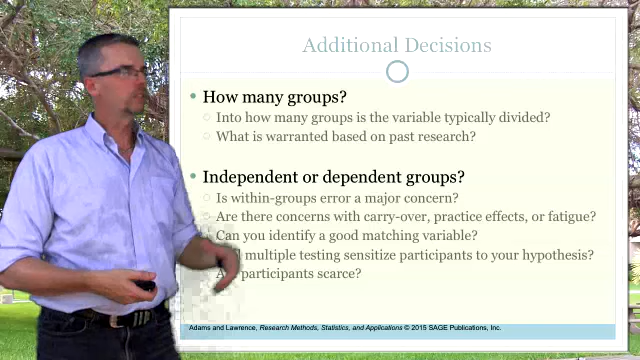 Additional Decisions
How many groups?
Into how many groups is the variable typically divided?
What is warranted based on past research?
Independent or dependent groups?
Is within-groups error a major concern?
Are there concerns with carry-over, practice effects, or fatigue?
Can you identify a good matching variable?
multiple testing sensitize participants to your hypothesis?
participants scarce?
Adams and Lawrence, Research Methods, Statistics, and Applications © 2015 SAGE Publications, Inc.